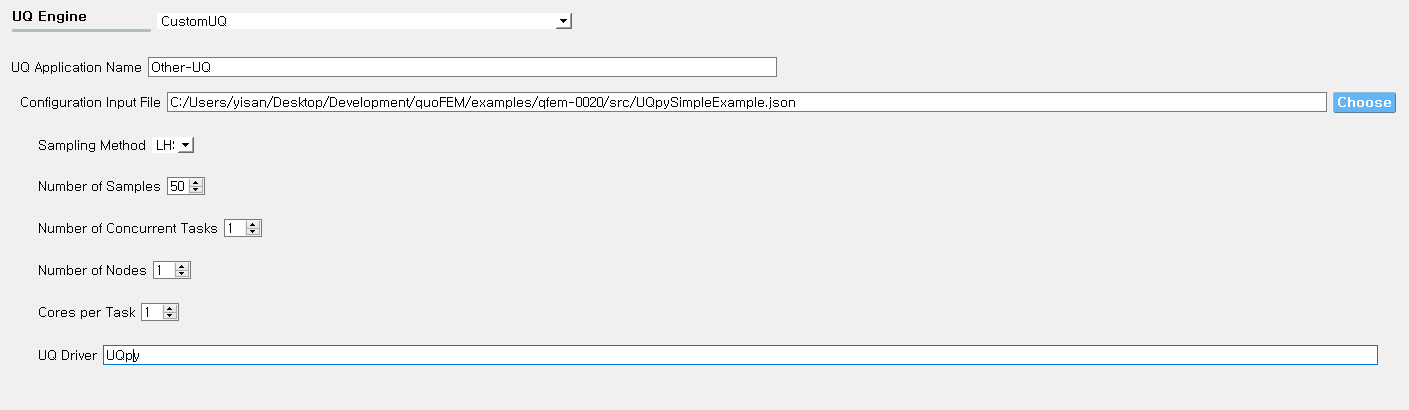 UQ Engine CustomUQ
UQ Application Name Other-UQ
Configuration Input File C:/Users/yisan/Desktop/Development/quoFEM/examples/qfem-0020/src/UQpySimpleExample.json Choose
Sampling Method LHS
Number of Samples 50
Number of Concurrent Tasks 1
Number of Nodes 1
Cores per Task 1
UQ Driver UQpy